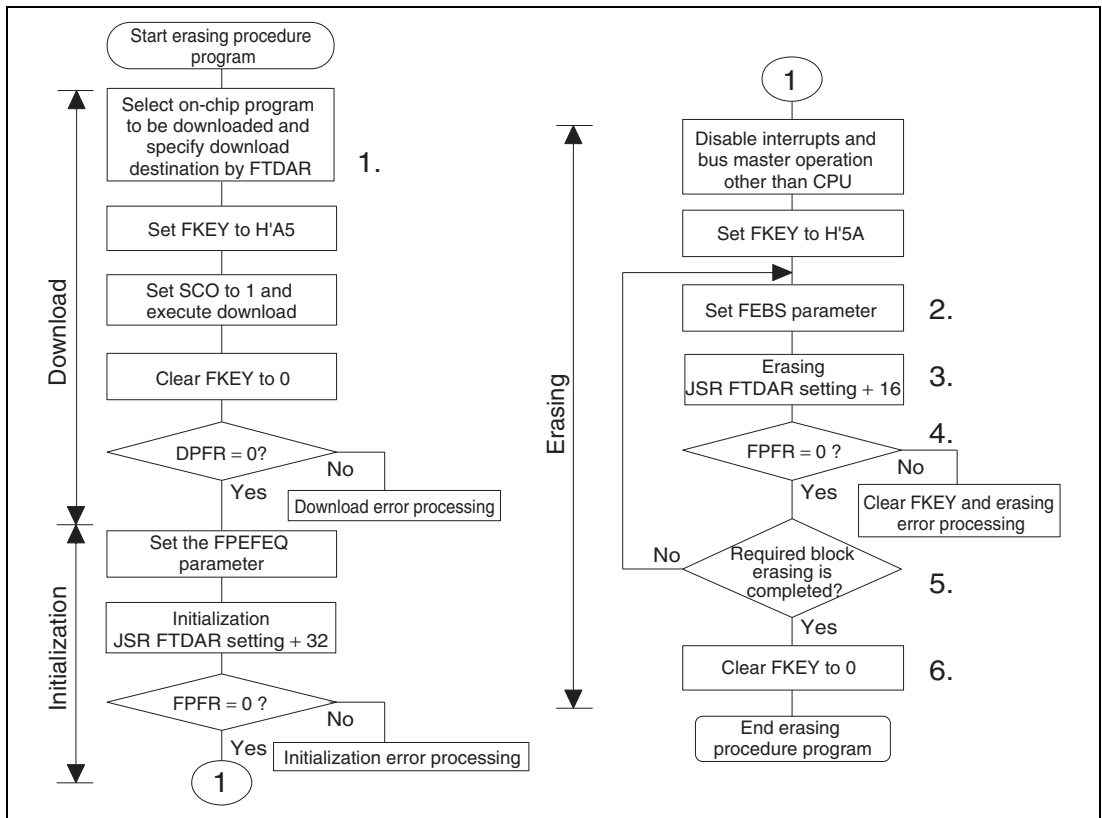 Start erasing procedure
program
Select on-chip program
to be downloaded and
specify download
destination by FTDAR
1.
Set FKEY to H'A5
Set SCO to 1 and
execute download
Clear FKEY to 0
DPFR = 0?
No
Yes
Download error processing
Download
Set the FPEFEQ
parameter
Initialization
JSR FTDAR setting + 32
FPFR = 0 ?
No
Yes
Initialization error processing
Initialization
1
1
Disable interrupts and
bus master operation
other than CPU
Set FKEY to H'5A
Set FEBS parameter
2.
Erasing
JSR FTDAR setting + 16
3.
4.
FPFR = 0 ?
No
Yes
Clear FKEY and erasing
error processing
Erasing
No
Required block
erasing is
completed?
5.
Yes
Clear FKEY to 0
6.
End erasing
procedure program